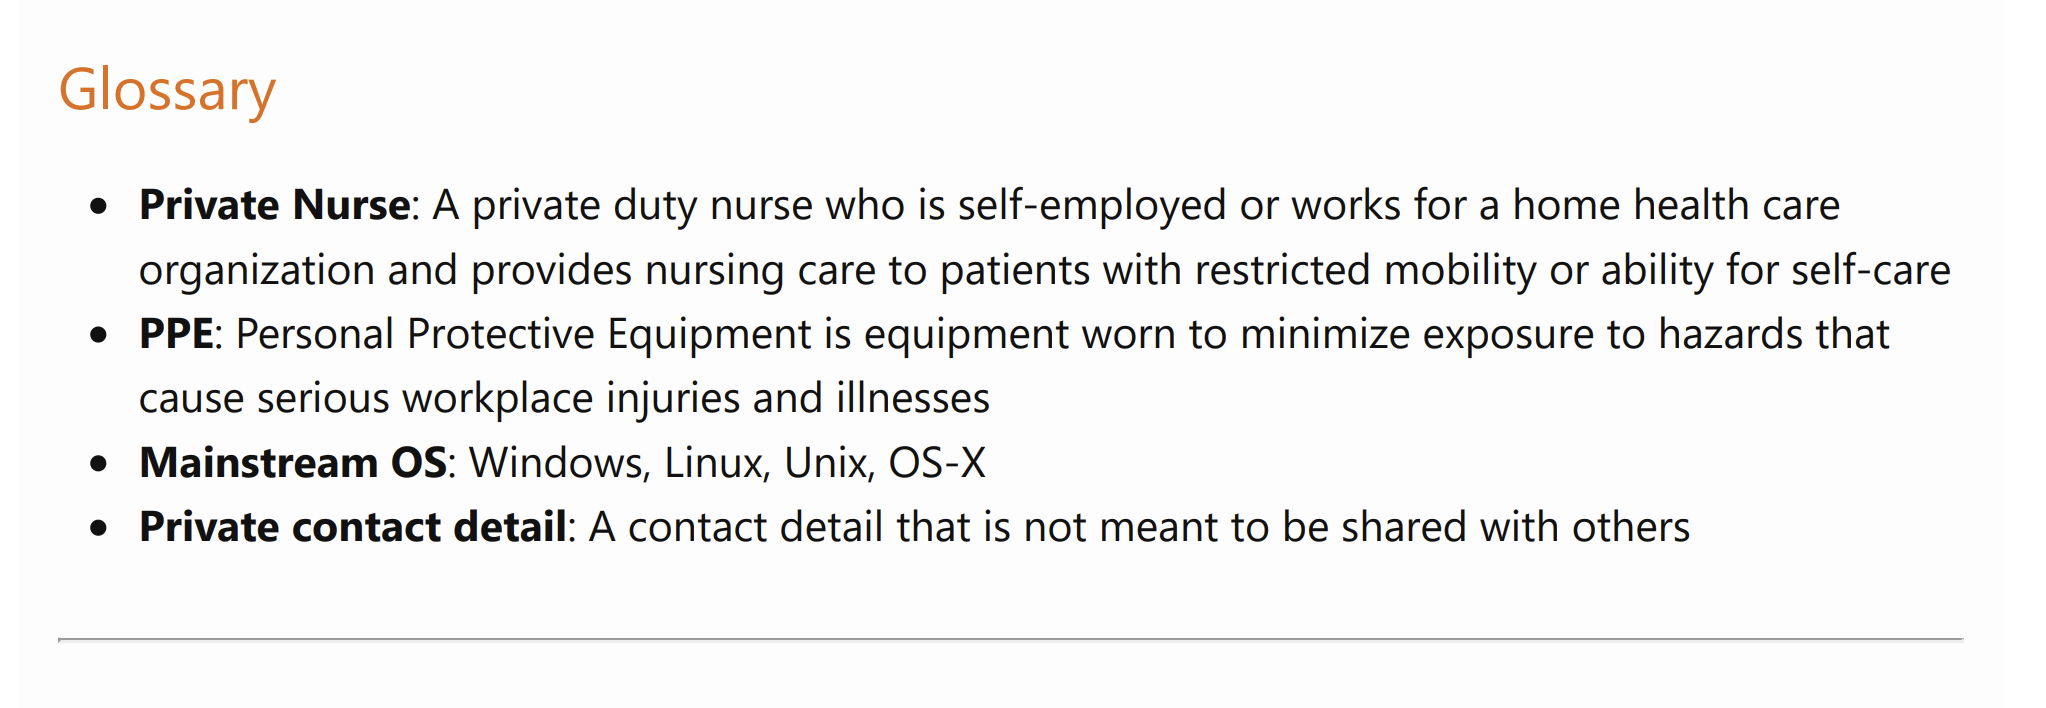 Glossary
Private Nurse: A private duty nurse who is self-employed or works for a home health care
organization and provides nursing care to patients with restricted mobility or ability for self-care
PPE: Personal Protective Equipment is equipment worn to minimize exposure to hazards that
cause serious workplace injuries and illnesses
Mainstream OS: Windows, Linux, Unix, OS-X
Private contact detail: A contact detail that is not meant to be shared with others